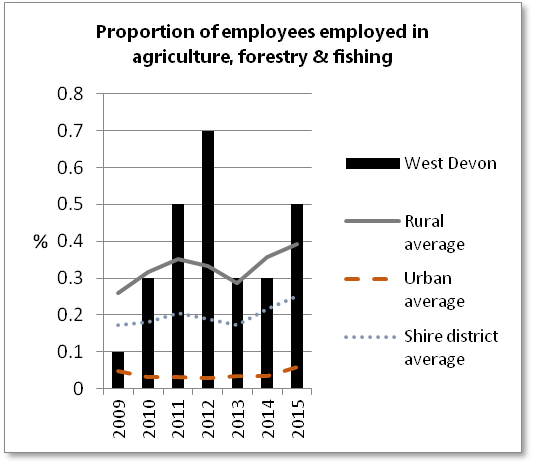 Proportion of employees employed in
agriculture, forestry & fishing
0.8
0.7
0.6
0.5
0.4
0.3
0.2
0.1
0
%
2009
2010
2011
2012
2013
2014
2015
West Devon
Rural
average
Urban
average
Shire district
average